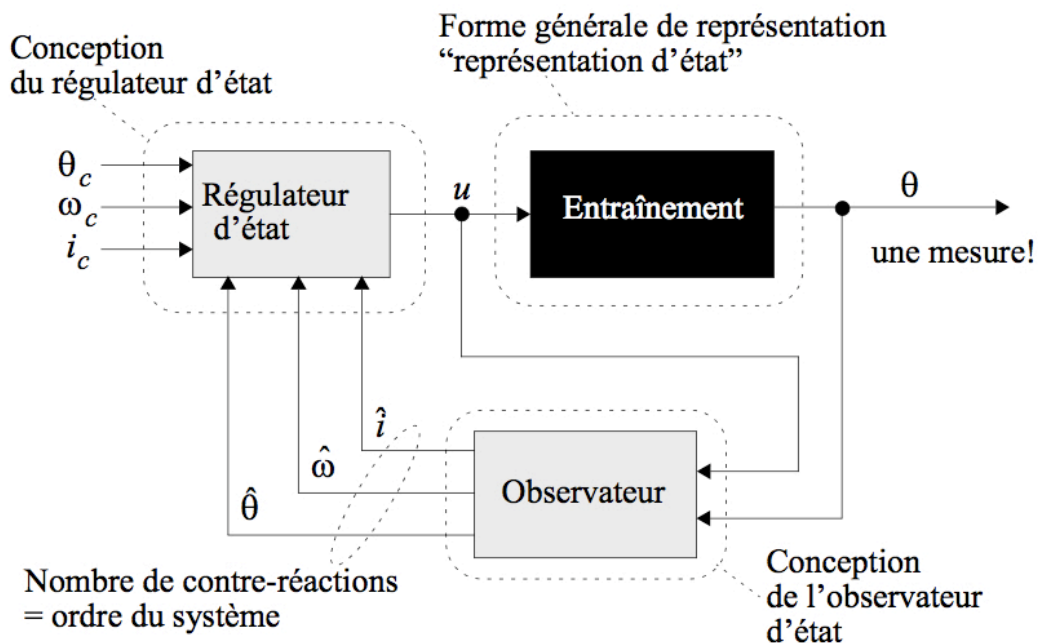 Conception
du régulateur d’état
Forme générale de représentation
“représentation d’état”
θc
ωc
ic
Régulateur
d’état
u
Entraînement
θ
une mesure!
î
ω̂
θ̂
Observateur
Nombre de contre-réactions
= ordre du système
Conception
de l’observateur
d’état